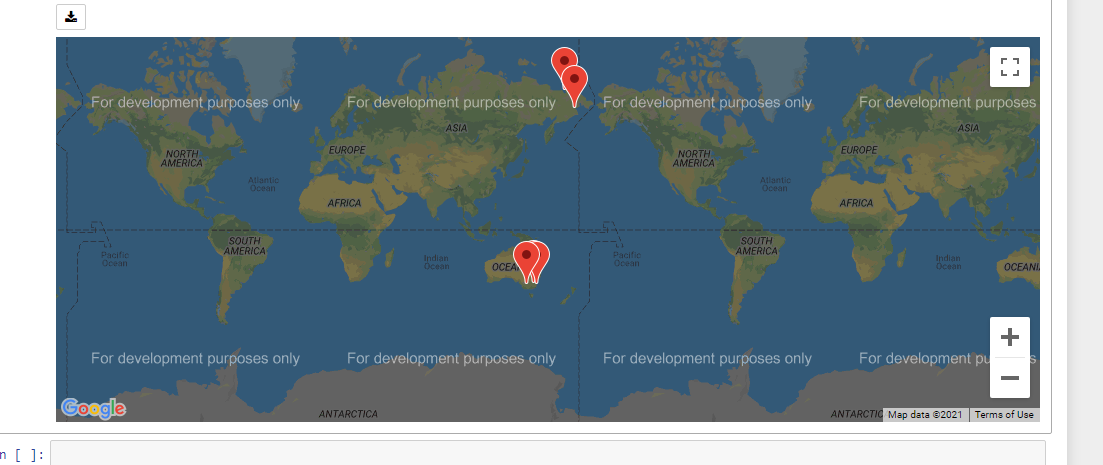 For development purposes only
For development purposes only
For development purposes only
For development purposes
ASIA
ASIA
EUROPE
EUROPE
NORTH
AMERICA
NORTH
AMERICA
Atlantic
Ocean
Atlantic
Ocean
AFRICA
AFRICA
SOUTH
AMERICA
SOUTH
AMERICA
Pacific
Ocean
Indian
Ocean
OCEA
Pacific
Ocean
Indian
Ocean
OCEANI
For development purposes only
For development purposes only
For development purposes only
For development pu s
Google
ANTARCTICA
ANTARCTIC
Map data ©2021
Terms of Use
n [ ]: